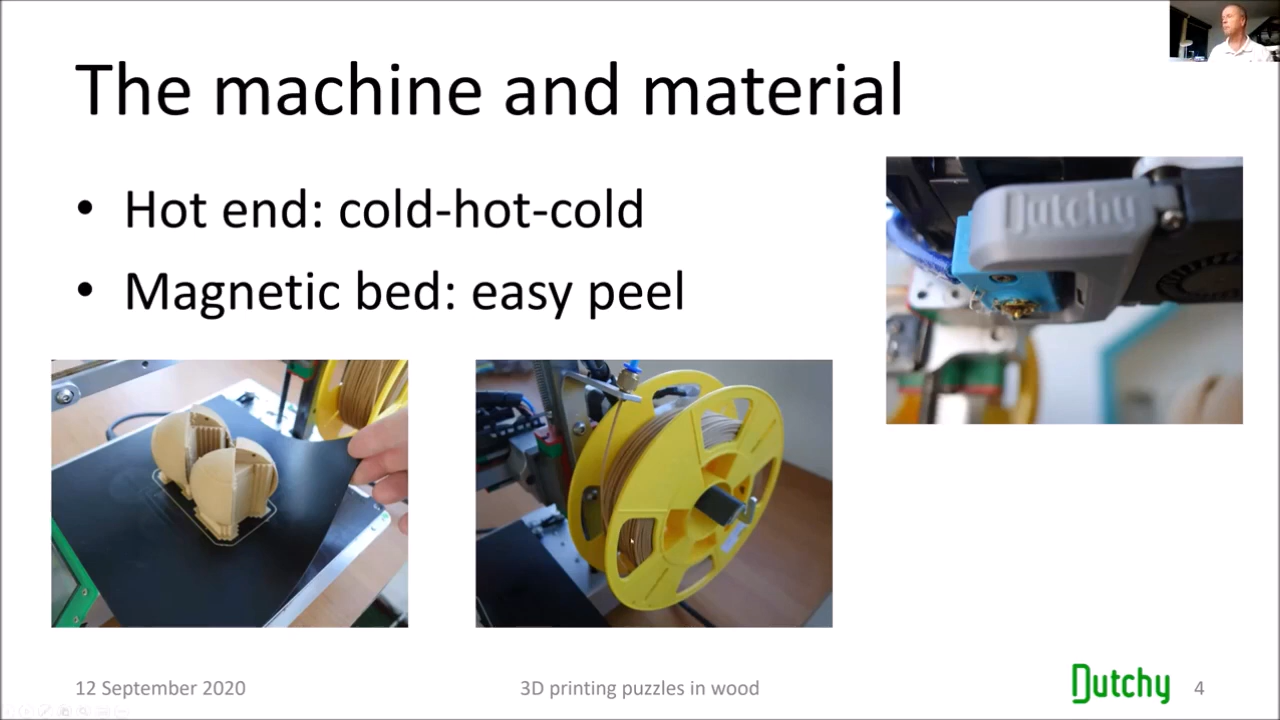 The machine and material
• Hot end: cold-hot-cold
• Magnetic bed: easy peel
Dutchy
12 September 2020
3D printing puzzles in wood
Dutchy
4